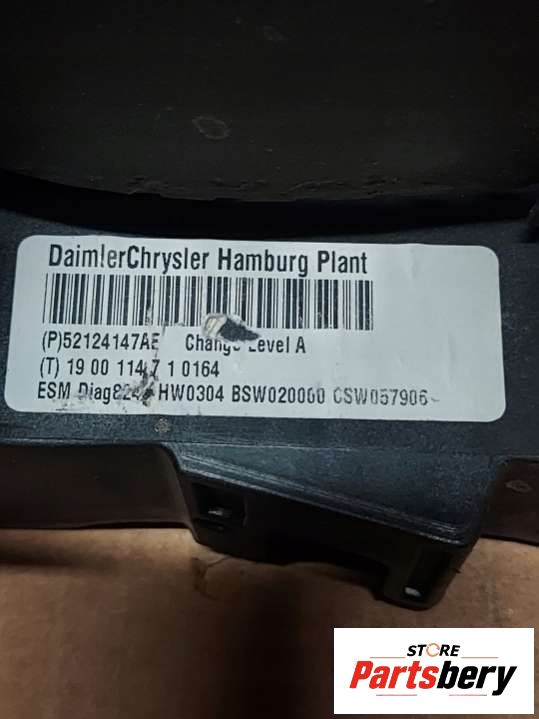 DaimlerChrysler Hamburg Plant
(P)52124147AE Change Level A
(T) 19 00 114 7 1 0164
ESM HW0304 BSW020000 CSW057906
STORE
Partsbery